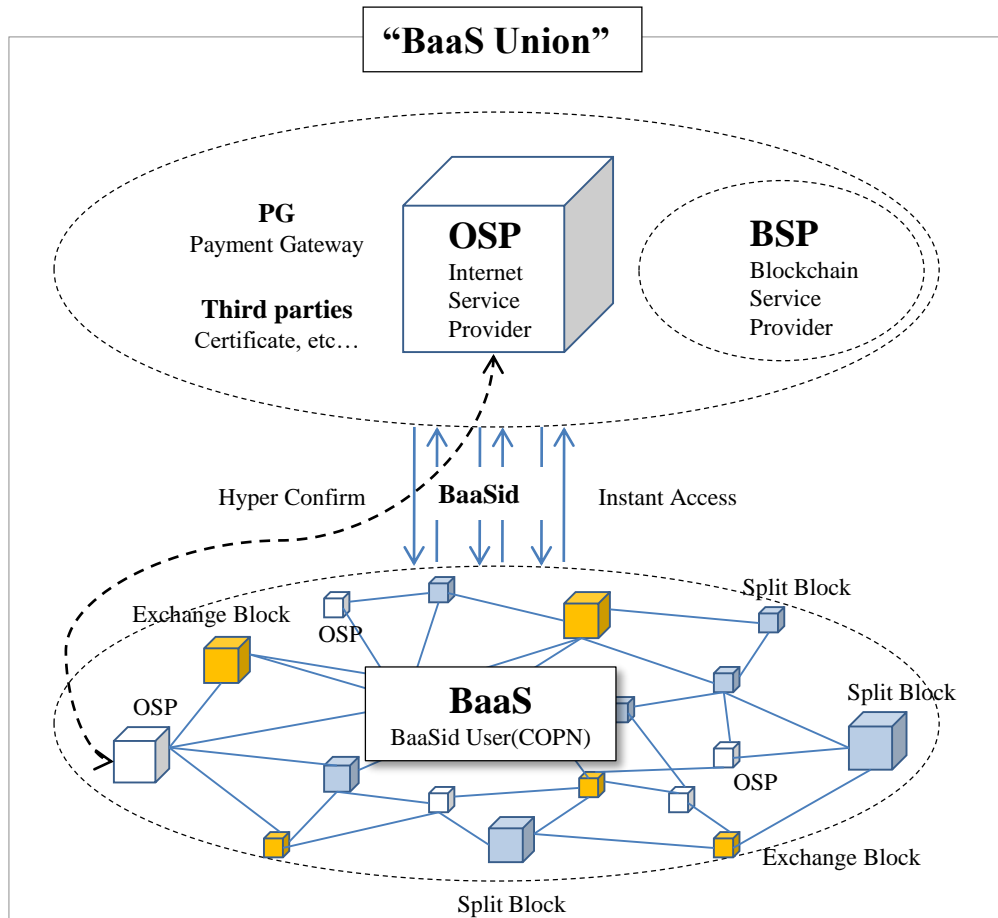 “BaaS Union”
PG
Payment Gateway
Third parties
Certificate, etc…
OSP
Internet
Service
Provider
BSP
Blockchain
Service
Provider
Hyper Confirm
BaaSid
Instant Access
Split Block
Exchange Block
OSP
Split Block
OSP
BaaS
BaaSid User(COPN)
OSP
Exchange Block
Split Block